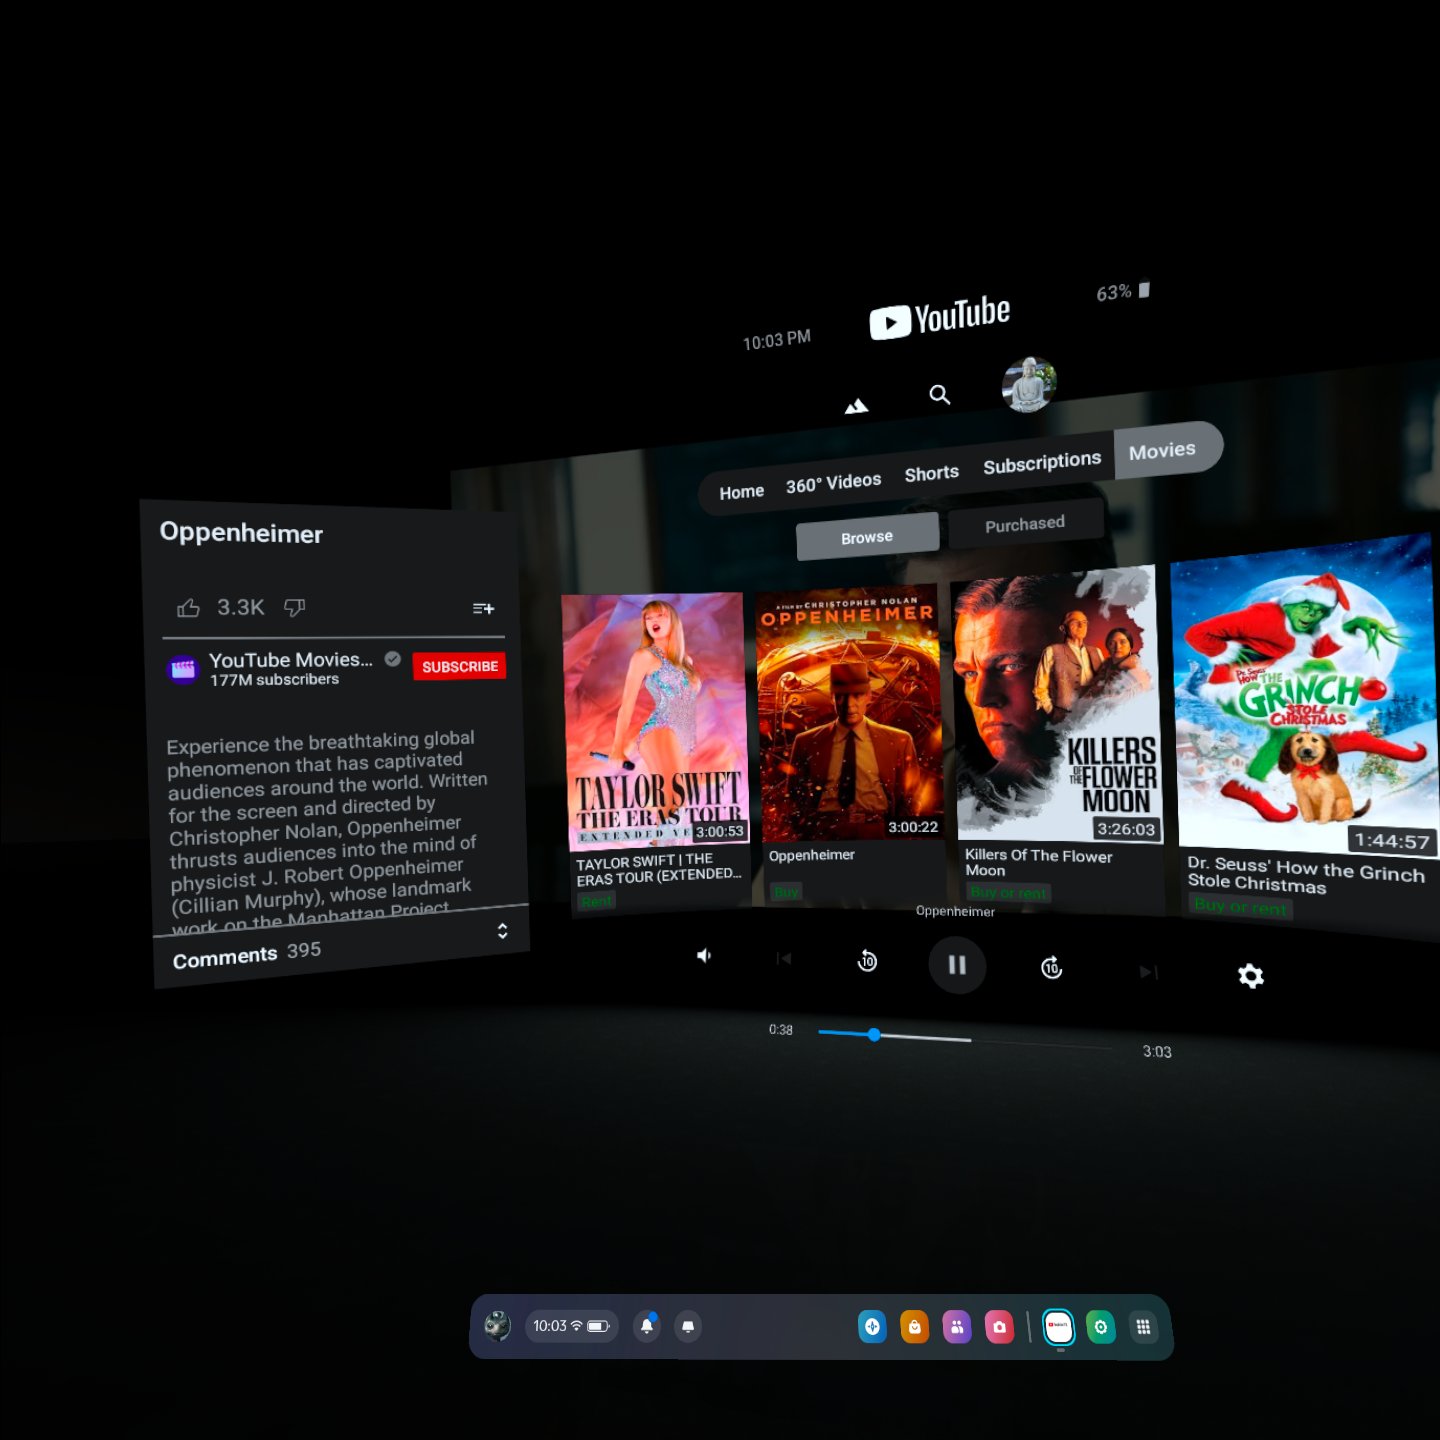 10:03 PM
YouTube
63%
Home
360° Videos
Shorts
Subscriptions
Movies
Browse
Purchased
Oppenheimer
3.3K
YouTube Movies...
177M subscribers
SUBSCRIBE
Experience the breathtaking global
phenomenon that has captivated
audiences around the world. Written
for the screen and directed by
Christopher Nolan, Oppenheimer
thrusts audiences into the mind of
physicist J. Robert Oppenheimer
(Cillian Murphy), whose landmark
work on the Manhattan Project
Comments 395
TAYLOR SWIFT
THE ERAS TOUR
EXTENDED VE
3:00:53
TAYLOR SWIFT | THE
ERAS TOUR (EXTENDED...
Rent
A FILM BY CHRISTOPHER NOLAN
OPPENHEIMER
3:00:22
Oppenheimer
Buy
KILLERS
OF THE FLOWER
MOON
3:26:03
Killers Of The Flower
Moon
Buy or rent
Dr. Seuss'
HOW THE
GRINCH
STOLE
CHRISTMAS
1:44:57
Dr. Seuss' How the Grinch
Stole Christmas
Buy or rent
Oppenheimer
10
10
0:38
3:03
10:03